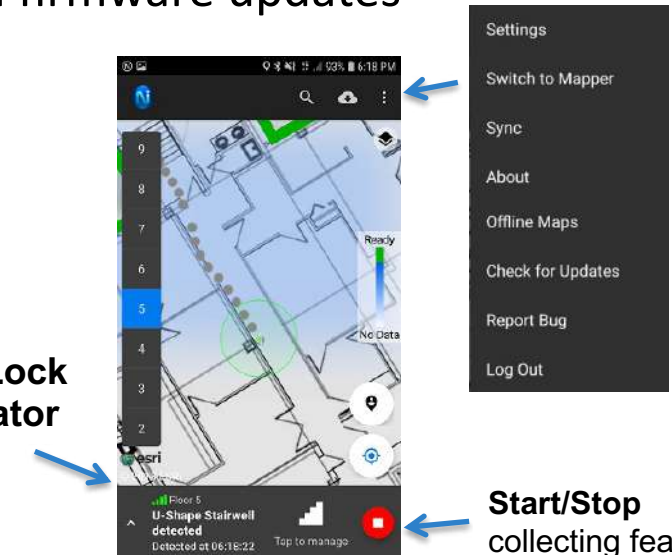 firmware updates
Settings
Switch to Mapper
Sync
About
Offline Maps
Check for Updates
Report Bug
Log Out
93% 6:18 PM
9
8
7
6
5
4
3
2
Ready
No Data
esri
Floor 5
U-Shape Stairwell
detected
Detected at 06:18:22
Tap to manage
Lock
ator
Start/Stop
collecting fea